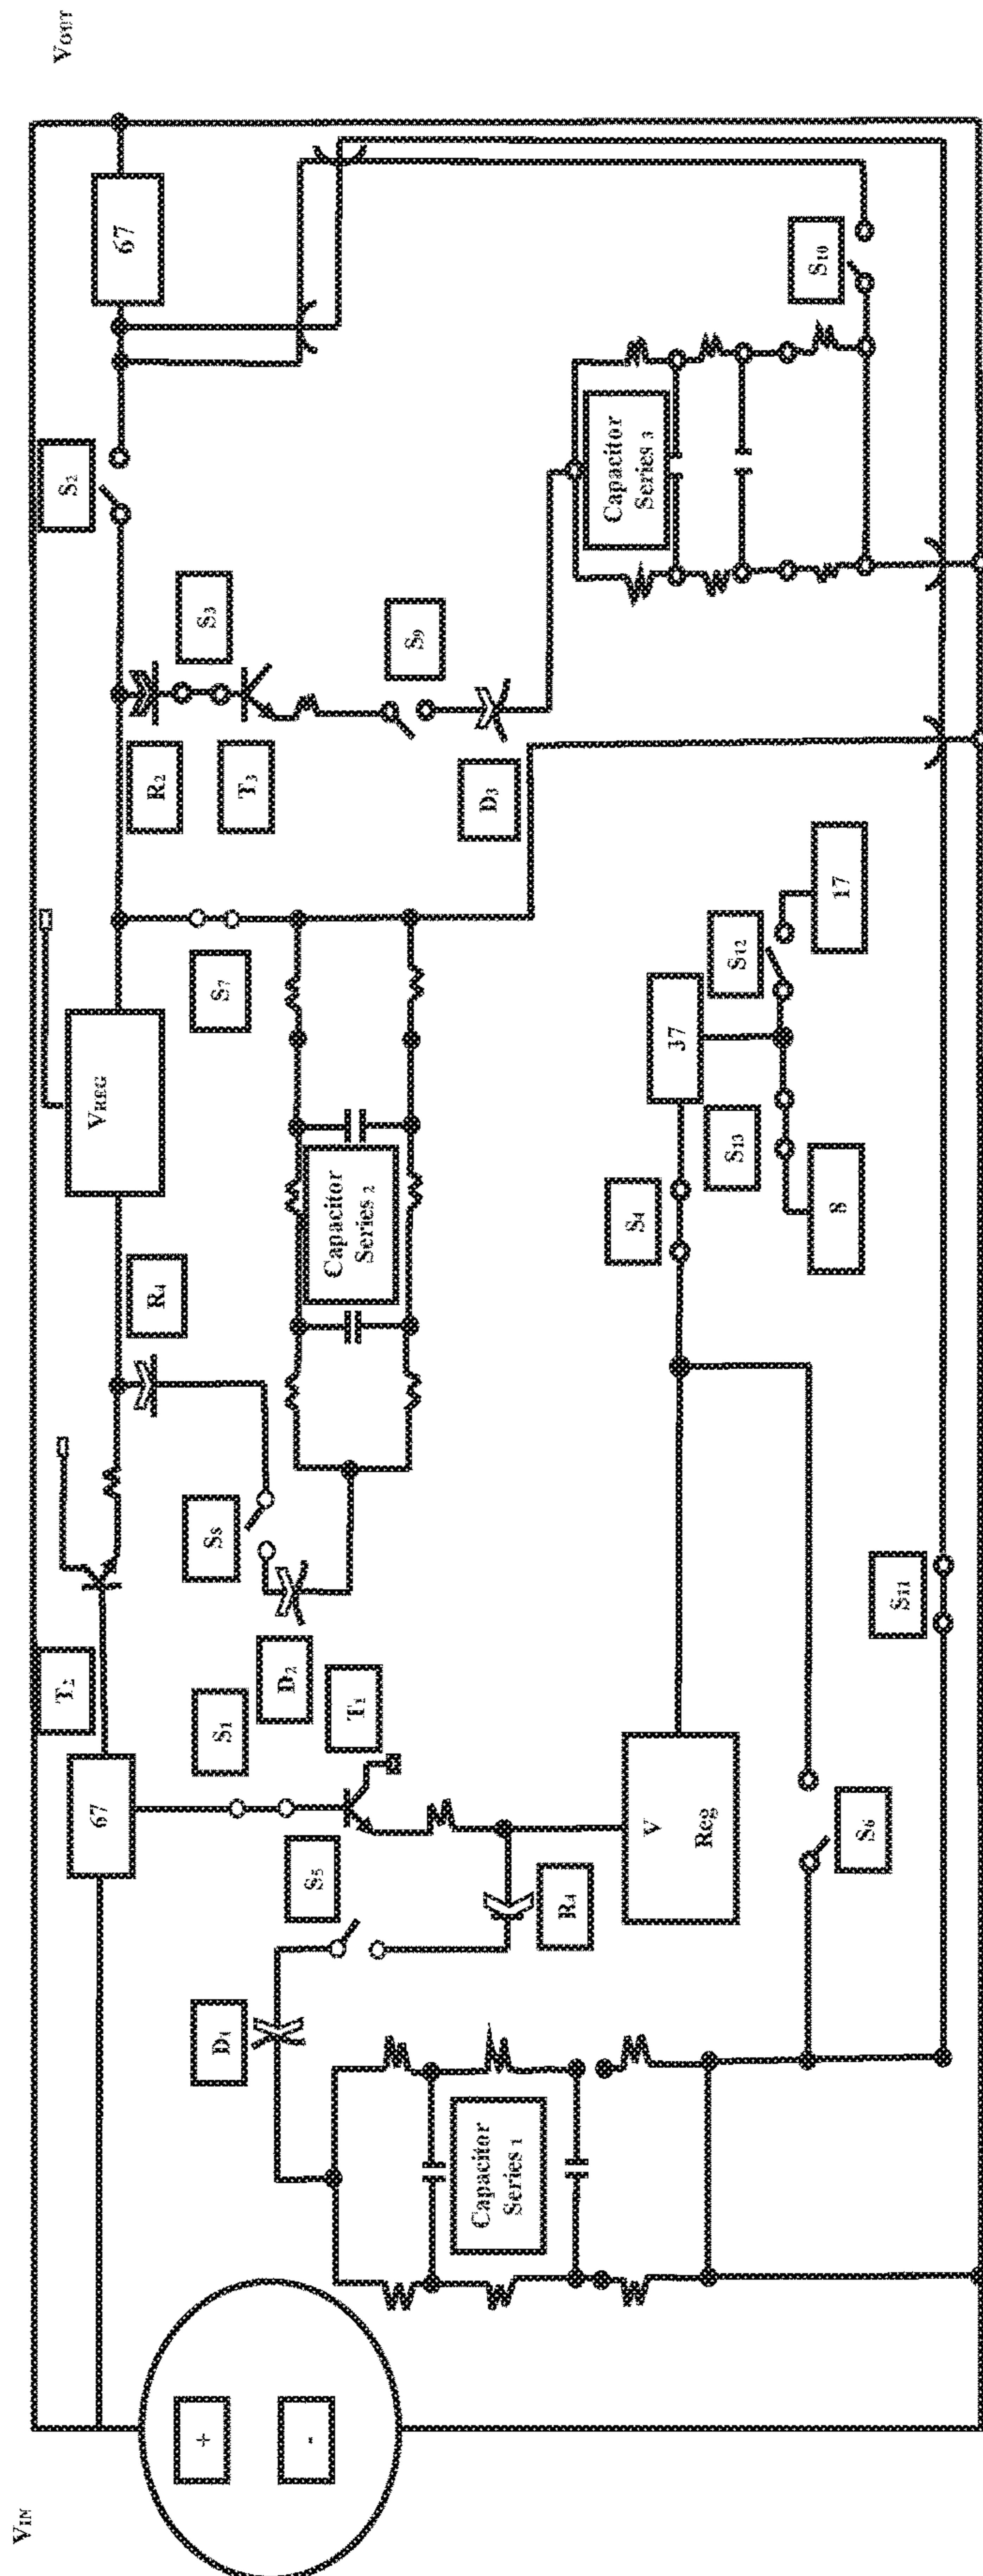 VIN
VOUT
+
-
67
T2
R4
VREG
S2
67
S1
D2
T1
S8
S7
R2
S3
T3
S9
D3
D1
S5
R4
Capacitor
Series 2
Capacitor
Series 3
S10
Capacitor
Series 1
V
Reg
S4
37
S13
S12
8
17
S6
S11